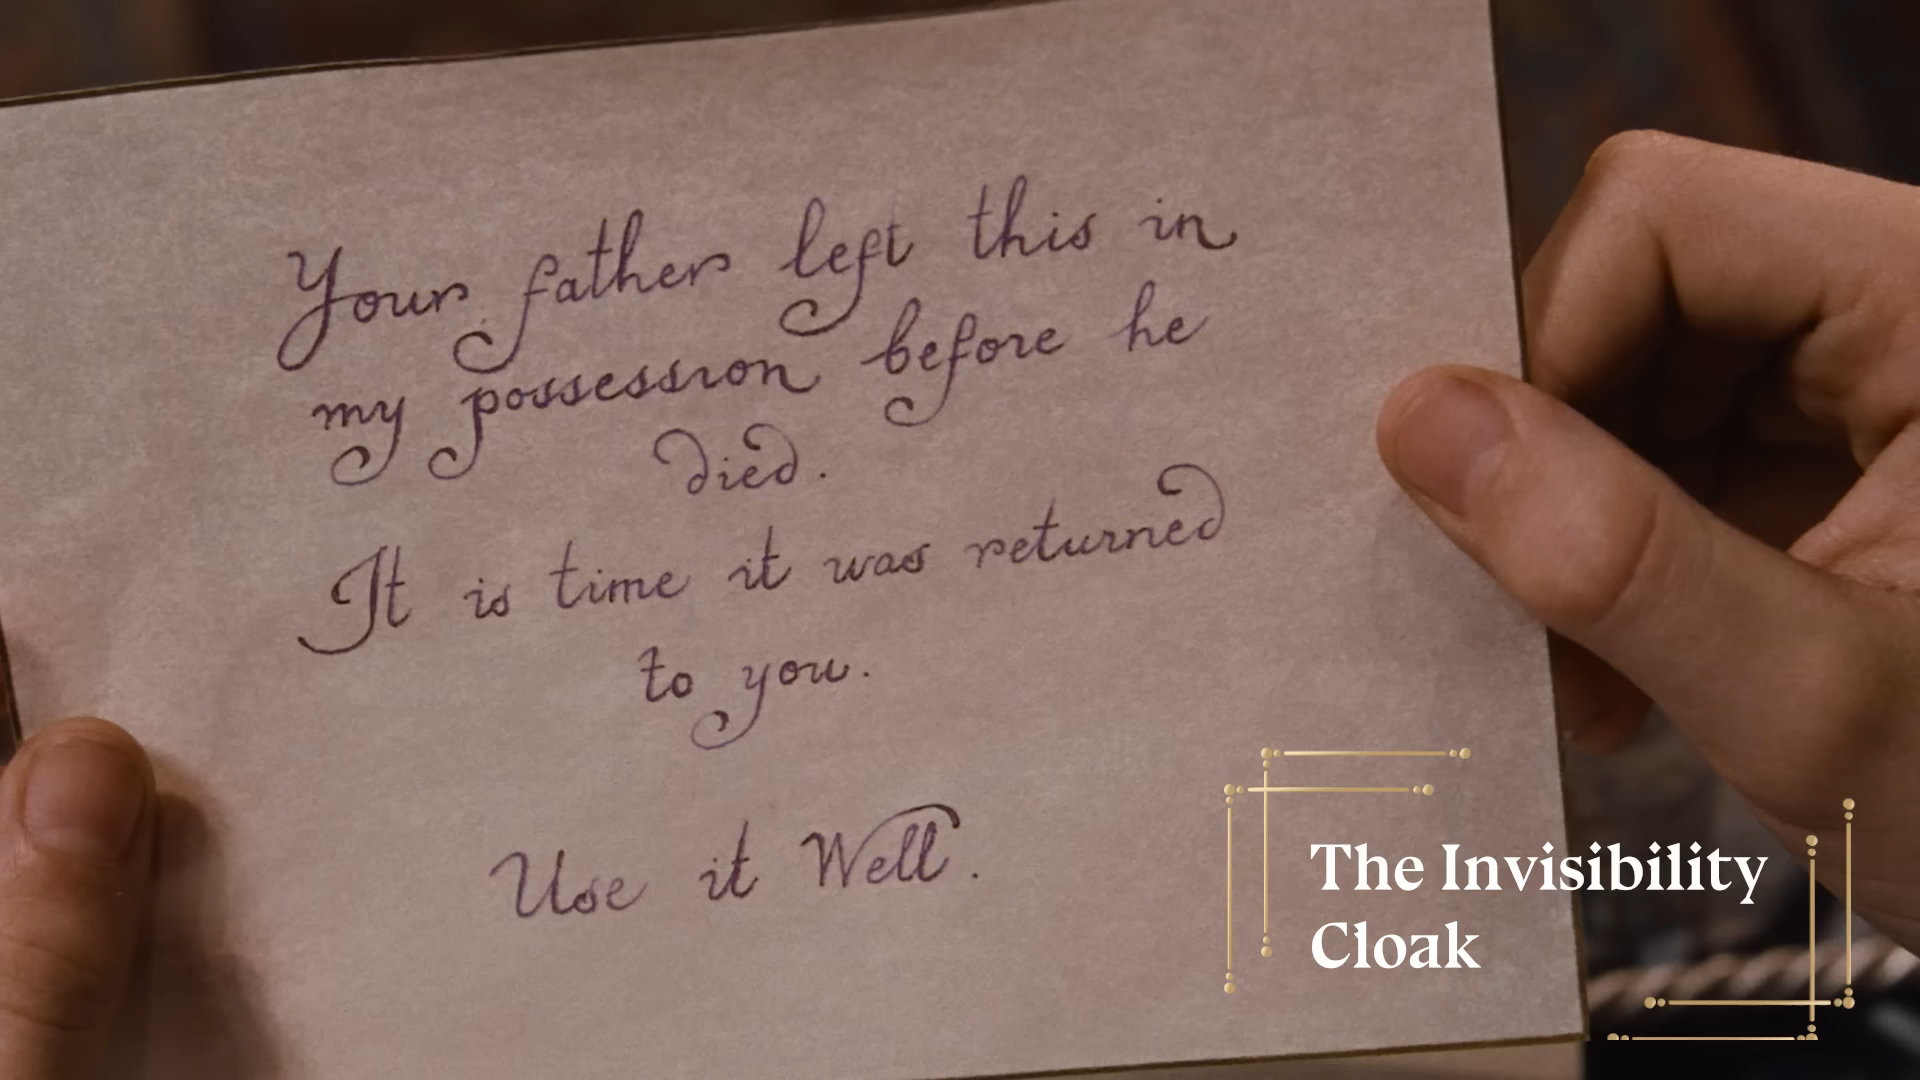 Your father left this in
my possession before he
died.
It is time it was returned
to you.
Use it Well.
The Invisibility
Cloak